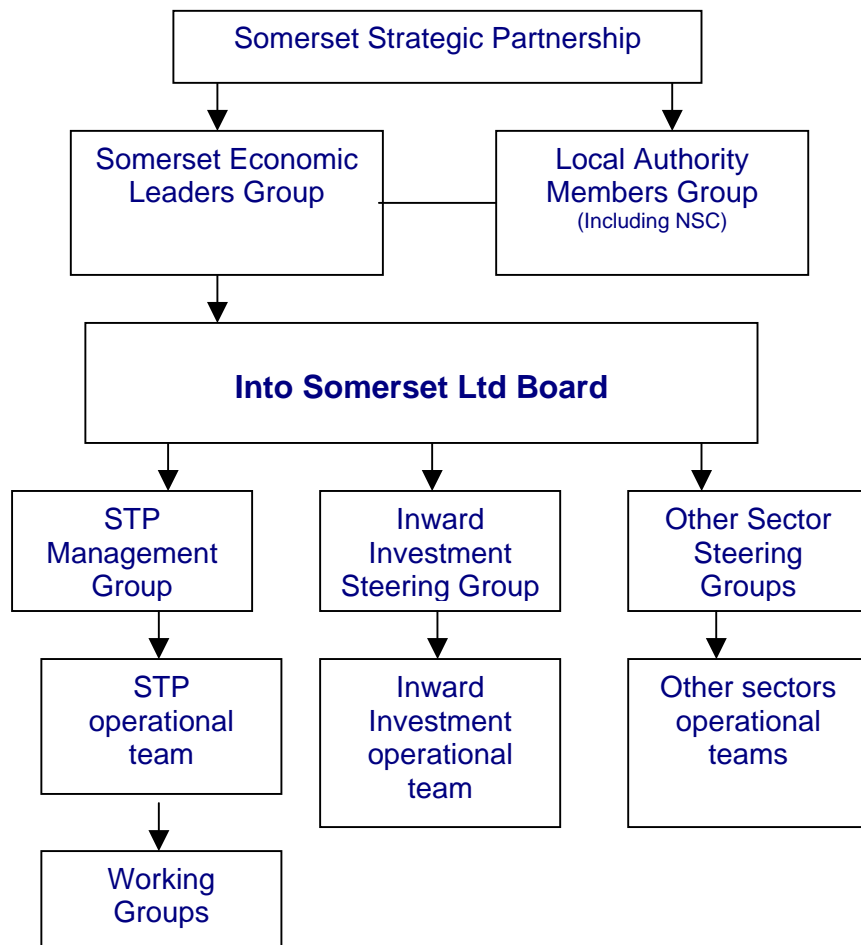 Somerset Strategic Partnership
Somerset Economic
Leaders Group
Local Authority
Members Group
(Including NSC)
Into Somerset Ltd Board
STP
Management
Group
Inward
Investment
Steering Group
Other Sector
Steering
Groups
STP
operational
team
Inward
Investment
operational
team
Other sectors
operational
teams
Working
Groups